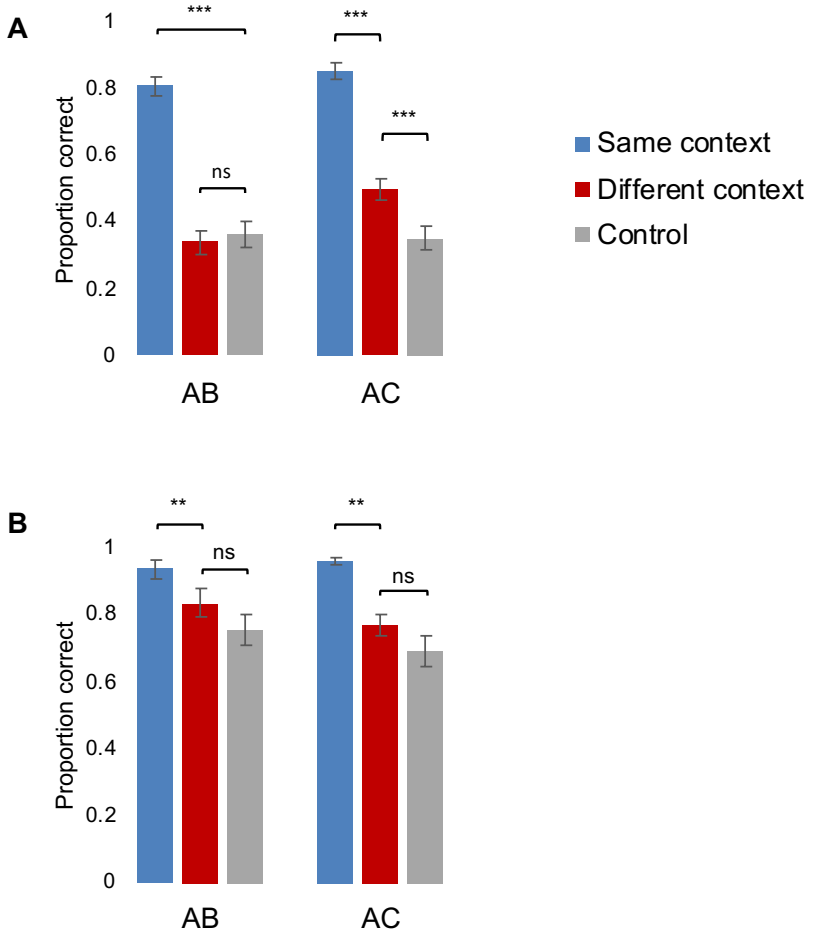 A
Proportion correct
1
0.8
0.6
0.4
0.2
0
***
ns
***
***
AB
AC
Same context
Different context
Control
B
Proportion correct
1
0.8
0.6
0.4
0.2
0
**
ns
**
ns
AB
AC